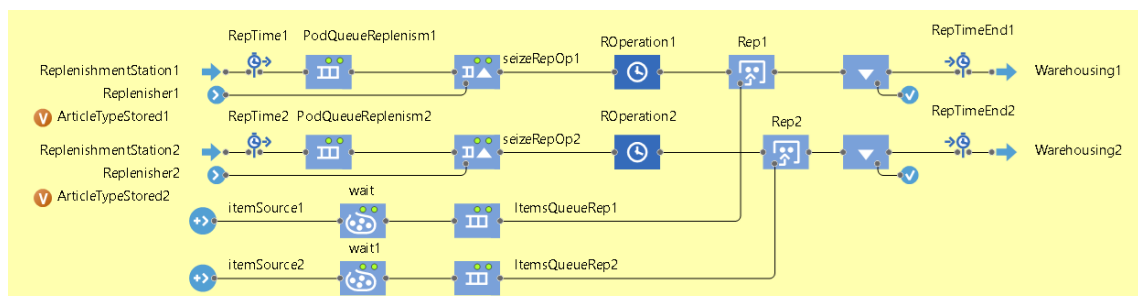 RepTime1
PodQueueReplenism1
seizeRepOp1
ROperation1
Rep1
RepTimeEnd1
ReplenishmentStation1
Warehousing1
Replenisher1
V ArticleTypeStored1
RepTime2
PodQueueReplenism2
seizeRepOp2
ROperation2
Rep2
RepTimeEnd2
ReplenishmentStation2
Warehousing2
Replenisher2
V ArticleTypeStored2
itemSource1
wait
ItemsQueueRep1
itemSource2
wait1
ItemsQueueRep2